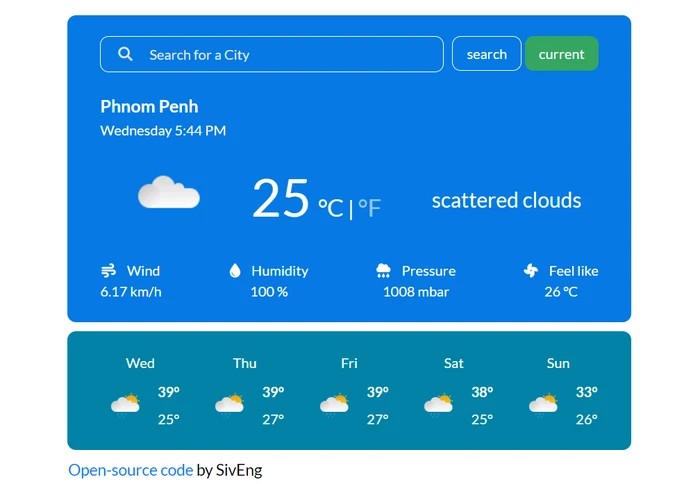 Search for a City search current
Phnom Penh
Wednesday 5:44 PM
25 °C | °F scattered clouds
Wind Humidity Pressure Feel like
6.17 km/h 100 % 1008 mbar 26 °C
Wed Thu Fri Sat Sun
39° 39° 39° 38° 33°
25° 27° 27° 25° 26°
Open-source code by SivEng